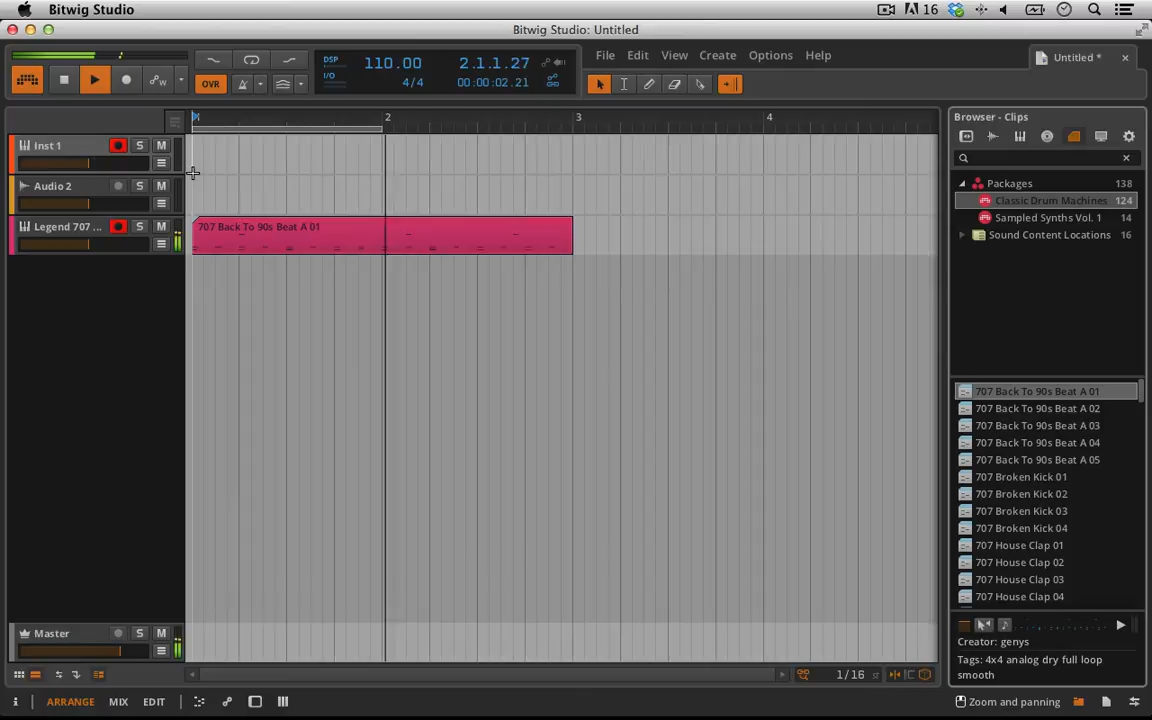 Bitwig Studio
16
Bitwig Studio: Untitled
DSP
I/O
110.00
4/4
2.1.1.27
00:00:02.21
OVR
File Edit View Create Options Help
Untitled *
2 3 4
Inst 1 S M
Audio 2 S M
Legend 707 ... S M
707 Back To 90s Beat A 01
Master S M
1/16
ARRANGE MIX EDIT
Browser - Clips
Packages 138
Classic Drum Machines 124
Sampled Synths Vol. 1 14
Sound Content Locations 16
707 Back To 90s Beat A 01
707 Back To 90s Beat A 02
707 Back To 90s Beat A 03
707 Back To 90s Beat A 04
707 Back To 90s Beat A 05
707 Broken Kick 01
707 Broken Kick 02
707 Broken Kick 03
707 Broken Kick 04
707 House Clap 01
707 House Clap 02
707 House Clap 03
707 House Clap 04
Creator: genys
Tags: 4x4 analog dry full loop
smooth
Zoom and panning